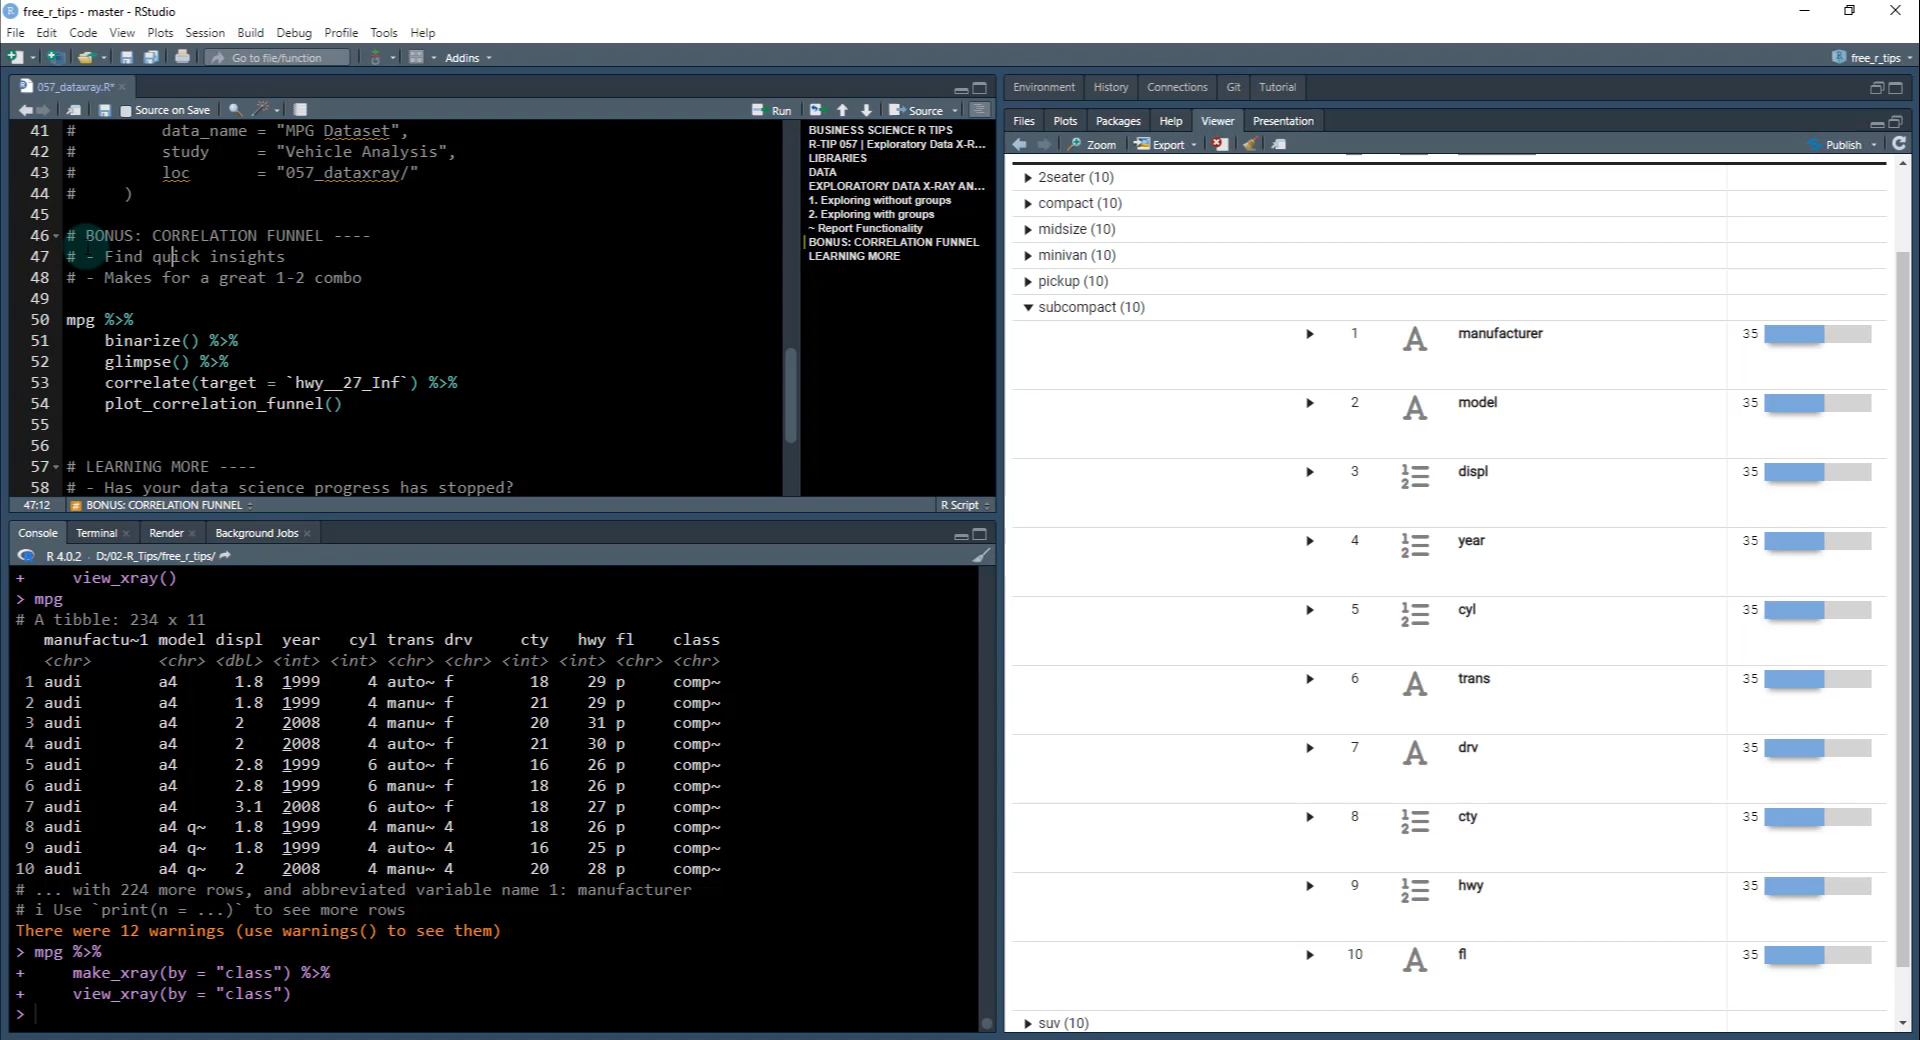 free_r_tips - master - RStudio
File Edit Code View Plots Session Build Debug Profile Tools Help
Go to file/function Addins free_r_tips
057_dataxray.R*
Source on Save Run Source
41 # data_name = "MPG Dataset",
42 # study = "Vehicle Analysis",
43 # loc = "057_dataxray/"
44 # )
45
46 # BONUS: CORRELATION FUNNEL ----
47 # - Find quick insights
48 # - Makes for a great 1-2 combo
49
50 mpg %>%
51 binarize() %>%
52 glimpse() %>%
53 correlate(target = `hwy__27_Inf`) %>%
54 plot_correlation_funnel()
55
56
57 # LEARNING MORE ----
58 # - Has your data science progress has stopped?
47:12 BONUS: CORRELATION FUNNEL R Script
BUSINESS SCIENCE R TIPS
R-TIP 057 | Exploratory Data X-R...
LIBRARIES
DATA
EXPLORATORY DATA X-RAY AN...
1. Exploring without groups
2. Exploring with groups
~ Report Functionality
BONUS: CORRELATION FUNNEL
LEARNING MORE
Console Terminal Render Background Jobs
R 4.0.2 · D:/02-R_Tips/free_r_tips/
+ view_xray()
> mpg
# A tibble: 234 x 11
manufactu~1 model displ year cyl trans drv cty hwy fl class
<chr> <chr> <dbl> <int> <int> <chr> <chr> <int> <int> <chr> <chr>
1 audi a4 1.8 1999 4 auto~ f 18 29 p comp~
2 audi a4 1.8 1999 4 manu~ f 21 29 p comp~
3 audi a4 2 2008 4 manu~ f 20 31 p comp~
4 audi a4 2 2008 4 auto~ f 21 30 p comp~
5 audi a4 2.8 1999 6 auto~ f 16 26 p comp~
6 audi a4 2.8 1999 6 manu~ f 18 26 p comp~
7 audi a4 3.1 2008 6 auto~ f 18 27 p comp~
8 audi a4 q~ 1.8 1999 4 manu~ 4 18 26 p comp~
9 audi a4 q~ 1.8 1999 4 auto~ 4 16 25 p comp~
10 audi a4 q~ 2 2008 4 manu~ 4 20 28 p comp~
# ... with 224 more rows, and abbreviated variable name 1: manufacturer
# i Use `print(n = ...)` to see more rows
There were 12 warnings (use warnings() to see them)
> mpg %>%
+ make_xray(by = "class") %>%
+ view_xray(by = "class")
>
Environment History Connections Git Tutorial
Files Plots Packages Help Viewer Presentation
Zoom Export Publish
2seater (10)
compact (10)
midsize (10)
minivan (10)
pickup (10)
subcompact (10)
1 A manufacturer 35
2 A model 35
3 displ 35
4 year 35
5 cyl 35
6 A trans 35
7 A drv 35
8 cty 35
9 hwy 35
10 A fl 35
suv (10)